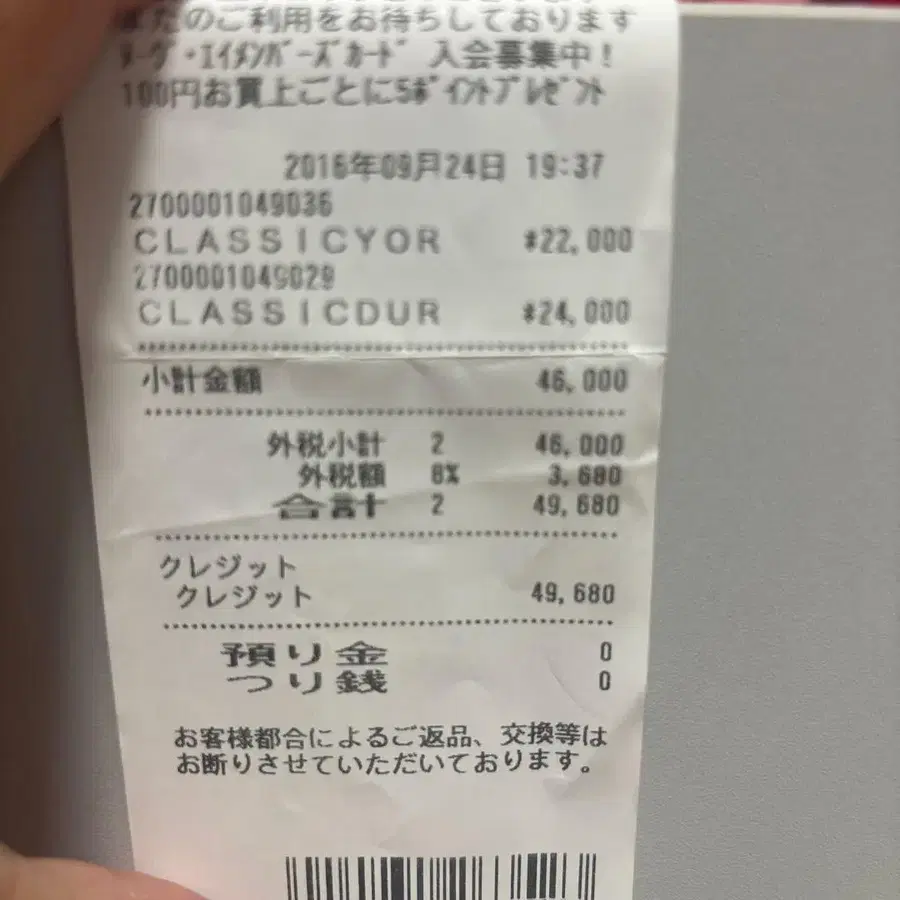 またのご利用をお待ちしております
ﾒﾝﾊﾞｰｽﾞｶｰﾄﾞ 入会募集中!
100円お買上ごとに5ﾎﾟｲﾝﾄﾌﾟﾚｾﾞﾝﾄ
2016年09月24日 19:37
2700001049036
CLASSICYOR ¥22,000
2700001049029
CLASSICDUR ¥24,000
小計金額 46,000
外税小計 2 46,000
外税額 8% 3,680
合計 2 49,680
クレジット
クレジット 49,680
預り金 0
つり銭 0
お客様都合によるご返品、交換等は
お断りさせていただいております。